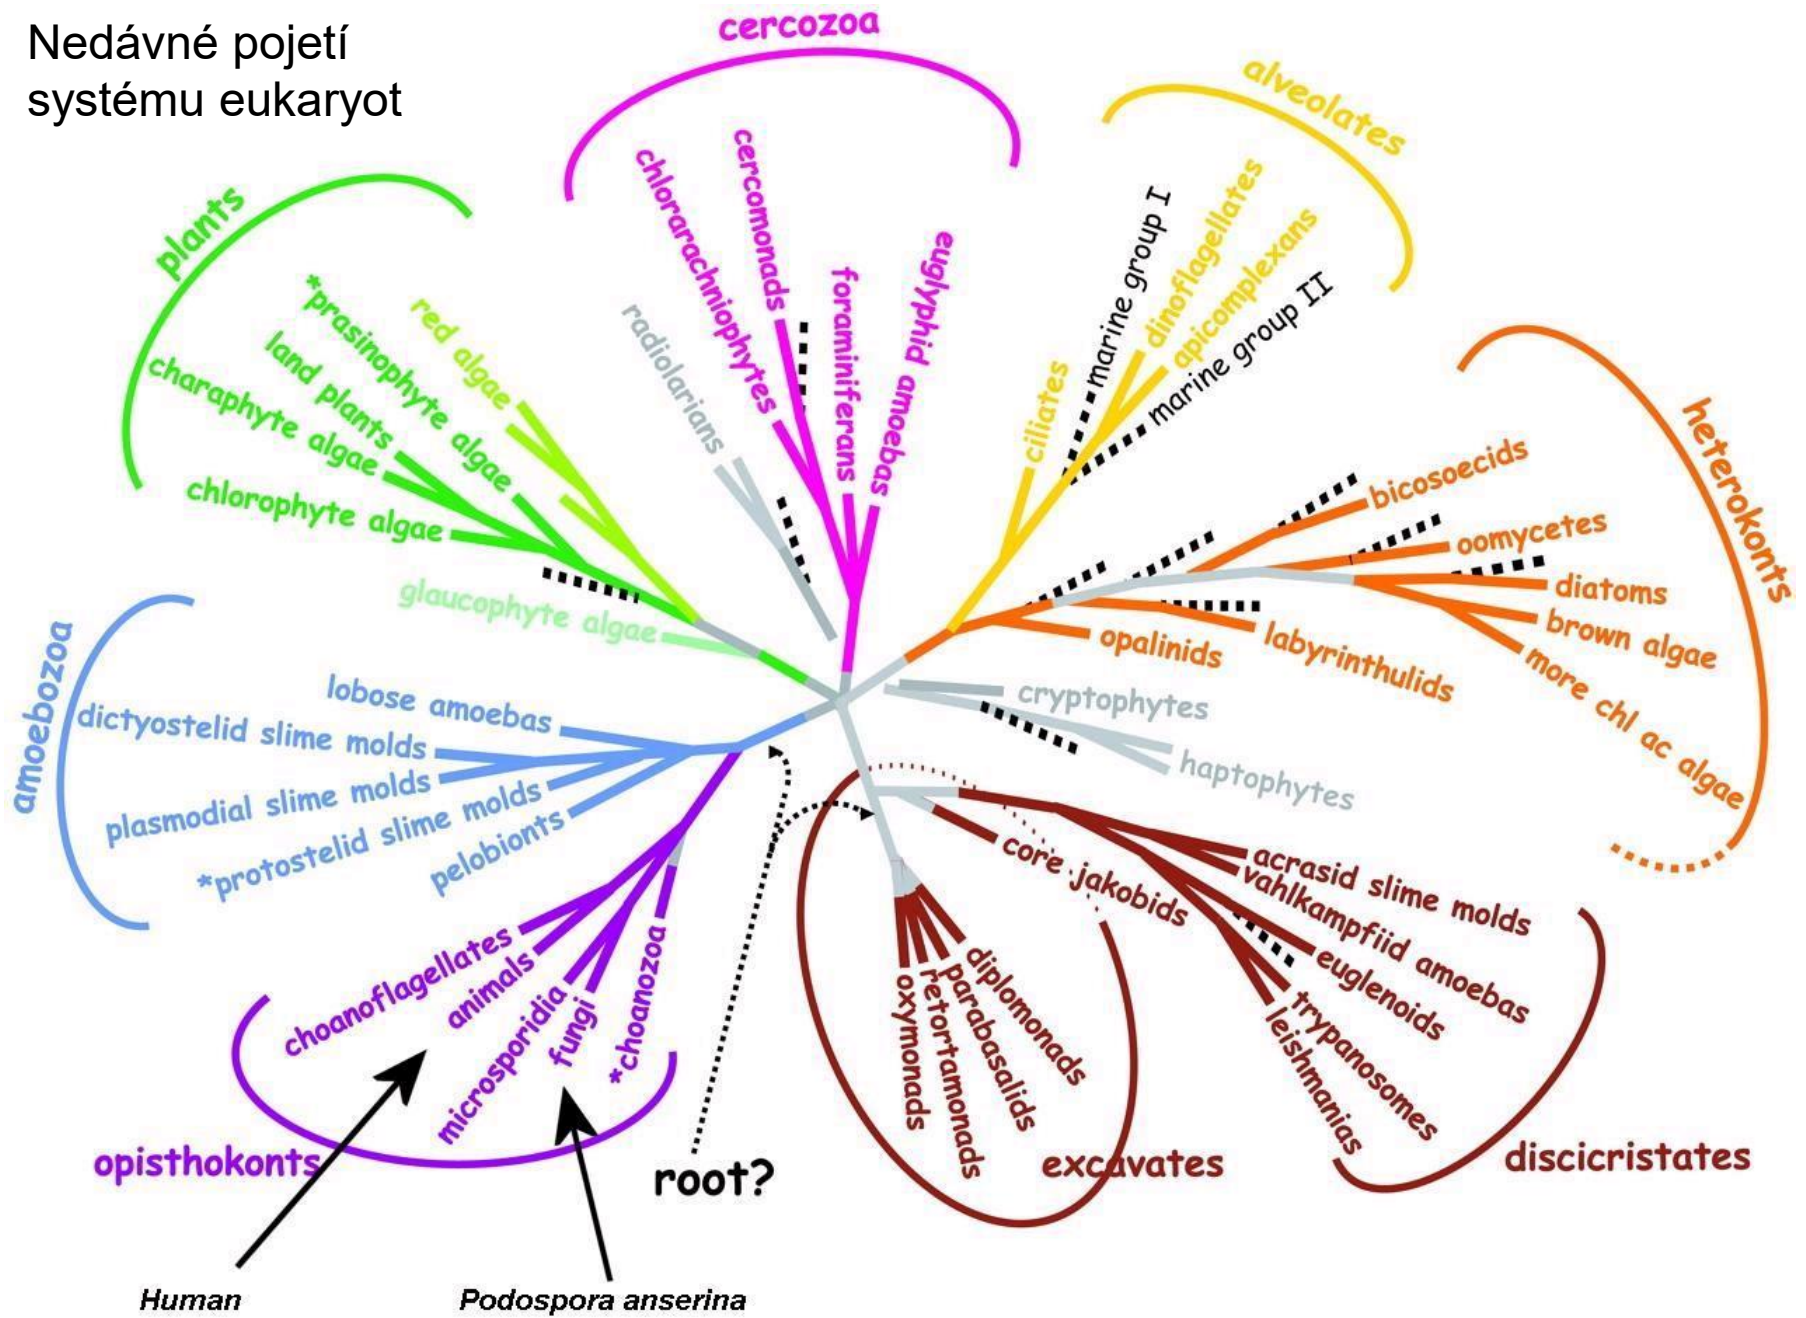 Nedávné pojetí
systému eukaryot
cercozoa
alveolates
plants
heterokonts
amoebozoa
opisthokonts
excavates
discicristates
root?
chlorarachniophytes
cercomonads
foraminiferans
euglyphid amoebas
radiolarians
ciliates
marine group I
dinoflagellates
apicomplexans
marine group II
red algae
*prasinophyte algae
land plants
charaphyte algae
chlorophyte algae
glaucophyte algae
bicosoecids
oomycetes
diatoms
brown algae
more chl ac algae
labyrinthulids
opalinids
cryptophytes
haptophytes
lobose amoebas
dictyostelid slime molds
plasmodial slime molds
*protostelid slime molds
pelobionts
choanoflagellates
animals
microsporidia
fungi
*choanozoa
core jakobids
acrasid slime molds
vahlkampfiid amoebas
euglenoids
trypanosomes
leishmanias
diplomonads
parabasalids
retortamonads
oxymonads
Human
Podospora anserina